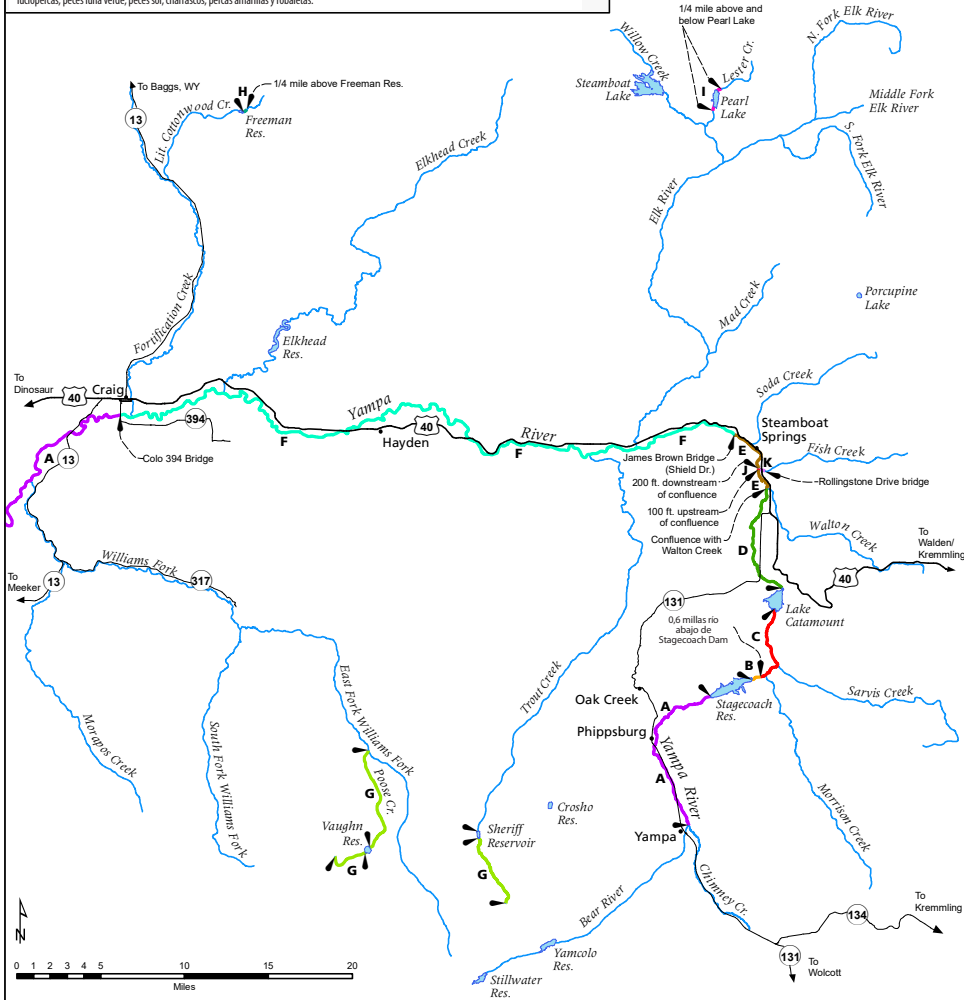 luciopercas, peces luna verde, peces sol, charrascos, percas amarillas y robaletas.
1/4 mile above and
below Pearl Lake
Willow Creek
Steamboat
Lake
Lester Cr.
I
Pearl
Lake
N. Fork Elk River
Middle Fork
Elk River
S. Fork Elk River
Elk River
To Baggs, WY
13
H
1/4 mile above Freeman Res.
Lit. Cottonwood Cr.
Freeman
Res.
Elkhead Creek
Mad Creek
Porcupine
Lake
Fortification Creek
Elkhead
Res.
Soda Creek
To
Dinosaur
40
Craig
394
Yampa
River
F
Hayden
40
F
F
Steamboat
Springs
E
James Brown Bridge
(Shield Dr.)
J
K
Fish Creek
200 ft. downstream
of confluence
Rollingstone Drive bridge
E
100 ft. upstream
of confluence
Confluence with
Walton Creek
A
13
Colo 394 Bridge
D
Walton Creek
To
Walden/
Kremmling
40
To
Meeker
13
Williams Fork
317
131
Lake
Catamount
0,6 millas río
abajo de
Stagecoach Dam
C
B
Stagecoach
Res.
Sarvis Creek
Trout Creek
Oak Creek
A
Phippsburg
Yampa River
A
Morapos Creek
South Fork Williams Fork
East Fork Williams Fork
Poose Cr.
G
Vaughn
Res.
G
Crosho
Res.
Sheriff
Reservoir
G
Yampa
Morrison Creek
Chimney Cr.
Bear River
Yamcolo
Res.
Stillwater
Res.
134
To
Kremmling
131
To
Wolcott
N
0 1 2 3 4 5 10 15 20
Miles